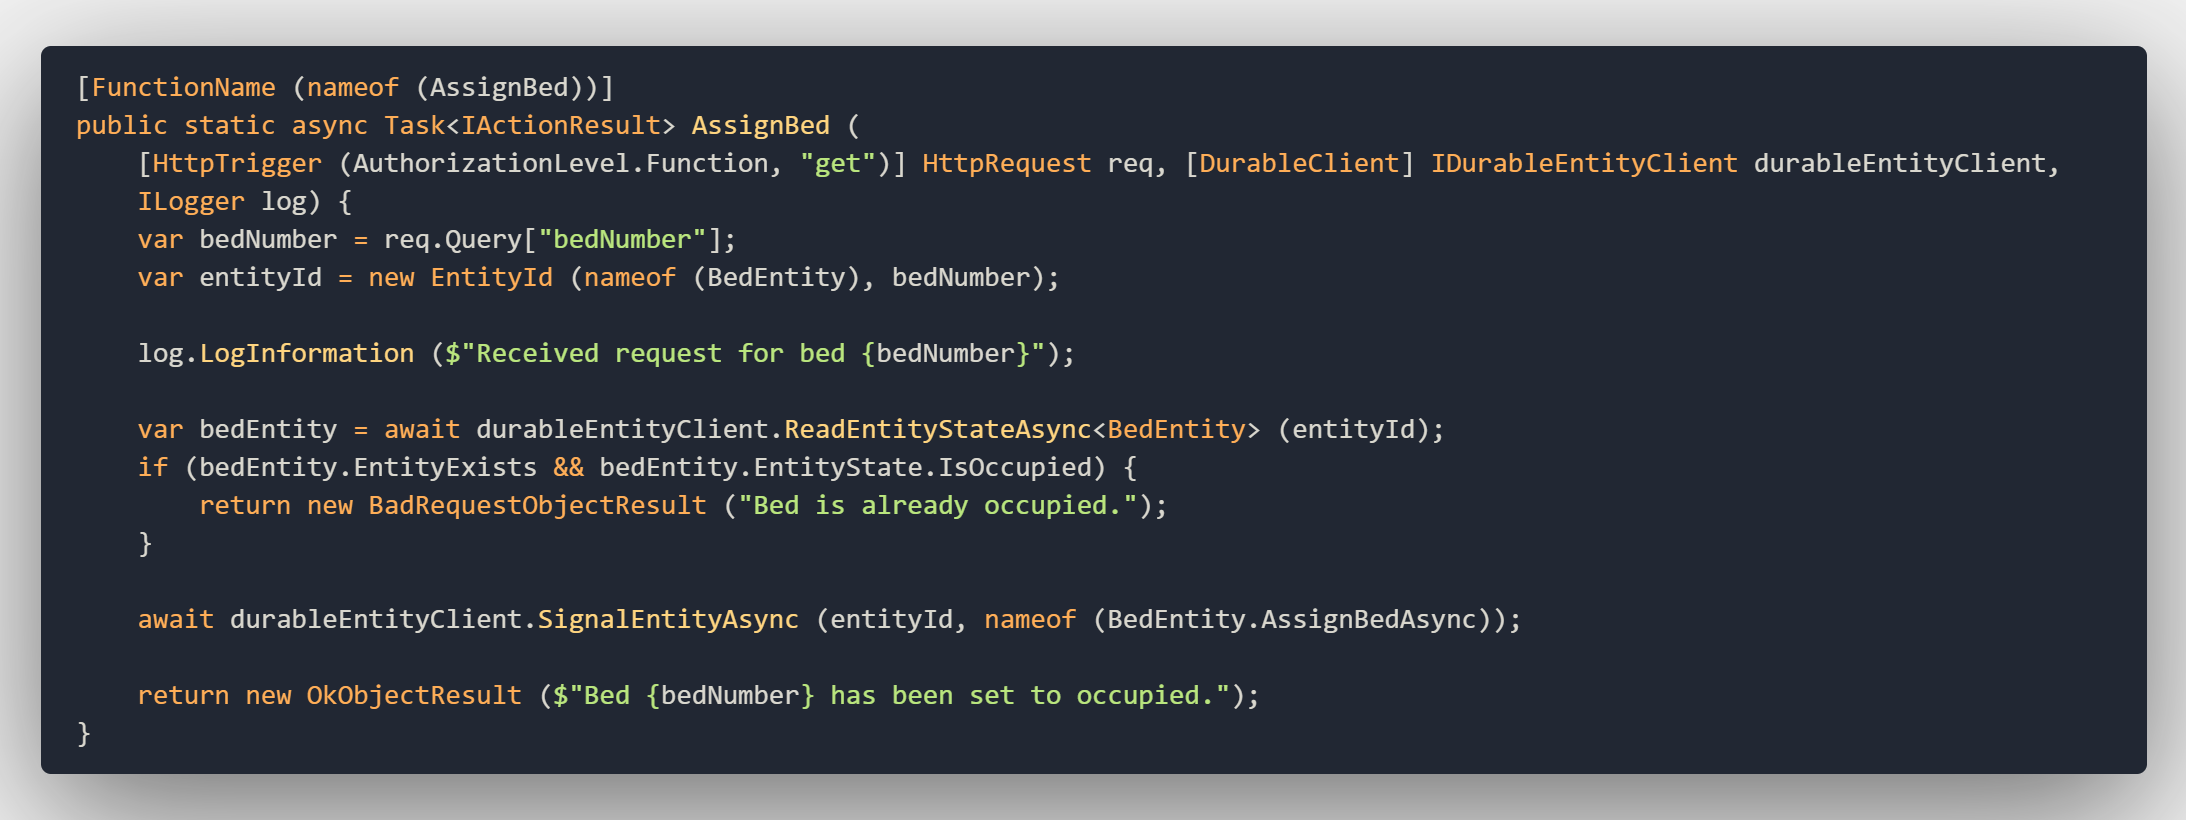 [FunctionName (nameof (AssignBed))]
public static async Task<IActionResult> AssignBed (
    [HttpTrigger (AuthorizationLevel.Function, "get")] HttpRequest req, [DurableClient] IDurableEntityClient durableEntityClient,
    ILogger log) {
    var bedNumber = req.Query["bedNumber"];
    var entityId = new EntityId (nameof (BedEntity), bedNumber);

    log.LogInformation ($"Received request for bed {bedNumber}");

    var bedEntity = await durableEntityClient.ReadEntityStateAsync<BedEntity> (entityId);
    if (bedEntity.EntityExists && bedEntity.EntityState.IsOccupied) {
        return new BadRequestObjectResult ("Bed is already occupied.");
    }

    await durableEntityClient.SignalEntityAsync (entityId, nameof (BedEntity.AssignBedAsync));

    return new OkObjectResult ($"Bed {bedNumber} has been set to occupied.");
}